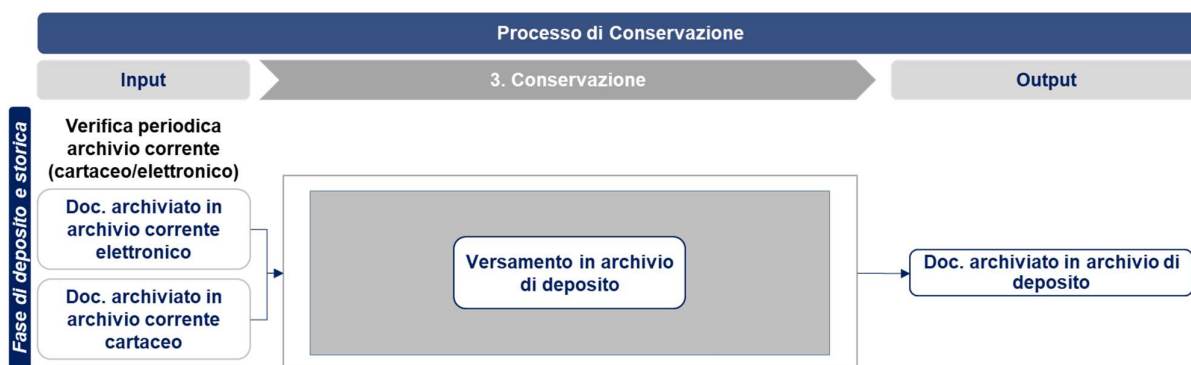 Processo di Conservazione
Input
3. Conservazione
Output
Fase di deposito e storica
Verifica periodica
archivio corrente
(cartaceo/elettronico)
Doc. archiviato in
archivio corrente
elettronico
Doc. archiviato in
archivio corrente
cartaceo
Versamento in archivio
di deposito
Doc. archiviato in archivio di
deposito